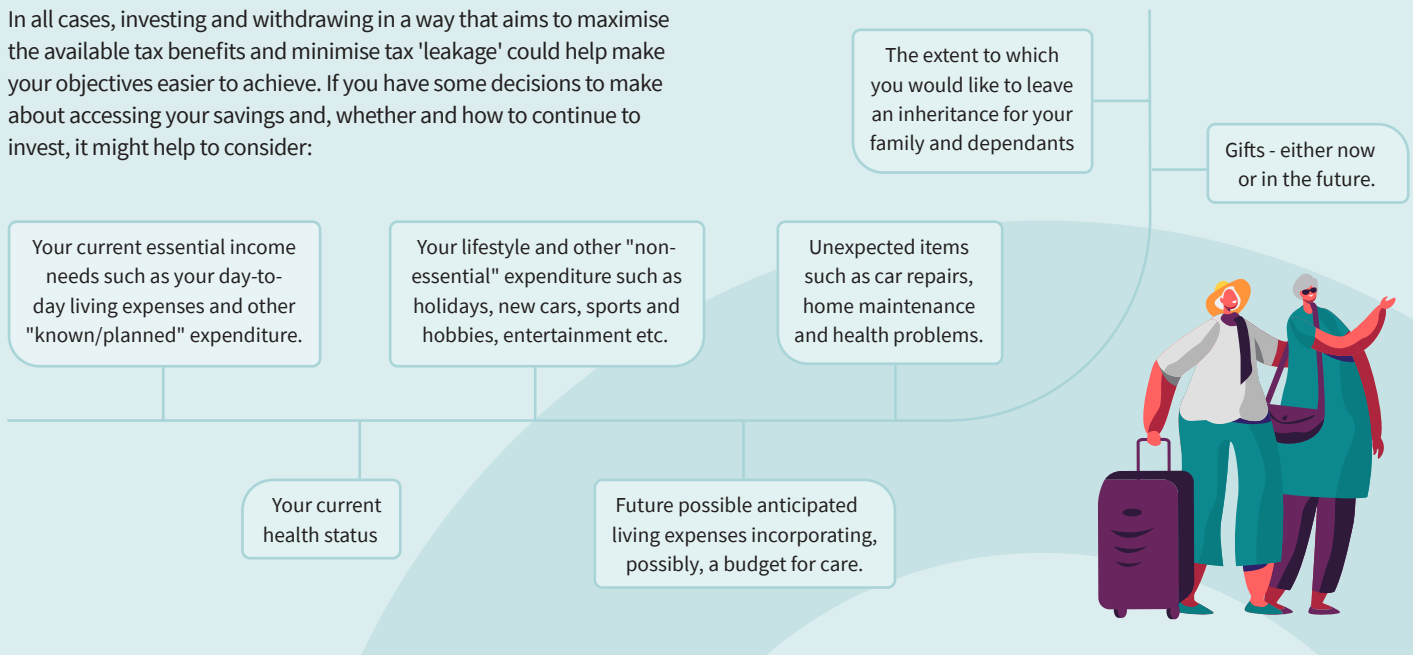 In all cases, investing and withdrawing in a way that aims to maximise
the available tax benefits and minimise tax 'leakage' could help make
your objectives easier to achieve. If you have some decisions to make
about accessing your savings and, whether and how to continue to
invest, it might help to consider:
Your current essential income
needs such as your day-to-
day living expenses and other
"known/planned" expenditure.
Your current
health status
Your lifestyle and other "non-
essential" expenditure such as
holidays, new cars, sports and
hobbies, entertainment etc.
Future possible anticipated
living expenses incorporating,
possibly, a budget for care.
Unexpected items
such as car repairs,
home maintenance
and health problems.
The extent to which
you would like to leave
an inheritance for your
family and dependants
Gifts - either now
or in the future.